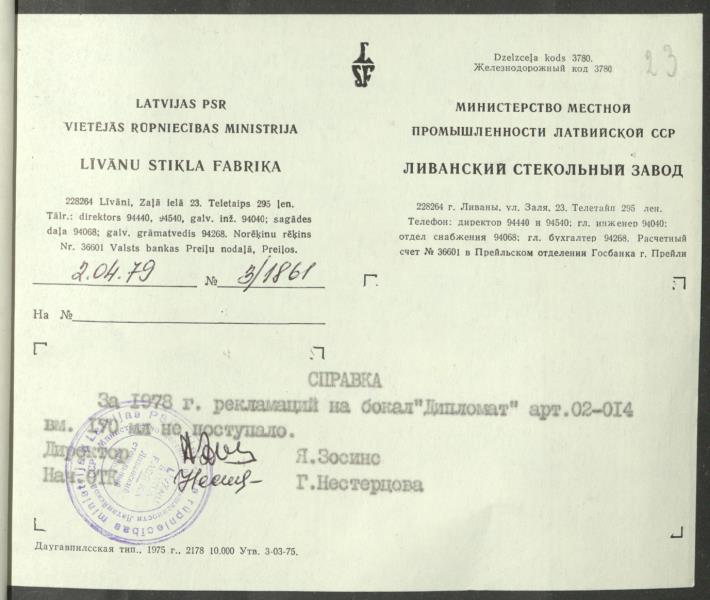 Dzelzceļa kods 3780.
Железнодорожный код 3780
23
LSF
LATVIJAS PSR
VIETĒJĀS RŪPNIECĪBAS MINISTRIJA
LĪVĀNU STIKLA FABRIKA
228264 Līvāni, Zaļā ielā 23. Teletaips 295 ļen.
Tālr.: direktors 94440, 94540, galv. inž. 94040; sagādes
daļa 94068; galv. grāmatvedis 94268. Norēķinu rēķins
Nr. 36601 Valsts bankas Preiļu nodaļā, Preiļos.
2.04.79 № 3/1861
На №
МИНИСТЕРСТВО МЕСТНОЙ
ПРОМЫШЛЕННОСТИ ЛАТВИЙСКОЙ ССР
ЛИВАНСКИЙ СТЕКОЛЬНЫЙ ЗАВОД
228264 г. Ливаны, ул. Заля, 23. Телетайп 295 лен.
Телефон: директор 94440 и 94540; гл. инженер 94040;
отдел снабжения 94068; гл. бухгалтер 94268. Расчетный
счет № 36601 в Прейльском отделении Госбанка г. Прейли
СПРАВКА
За 1978 г. рекламаций на бокал "Дипломат" арт.02-014
вм. 170 мл не поступало.
Директор Я.Зосинс
Нач.ОТК Г.Нестерцова
Даугавпилсская тип., 1975 г., 2178 10.000 Утв. 3-03-75.